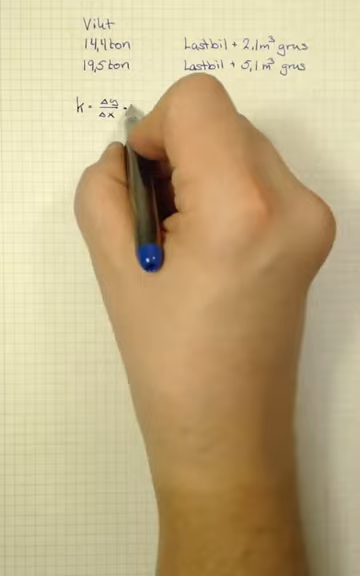 Vikt
14,4 ton Lastbil + 2,1 m³ grus
19,5 ton Lastbil + 5,1 m³ grus
k = Δy/Δx